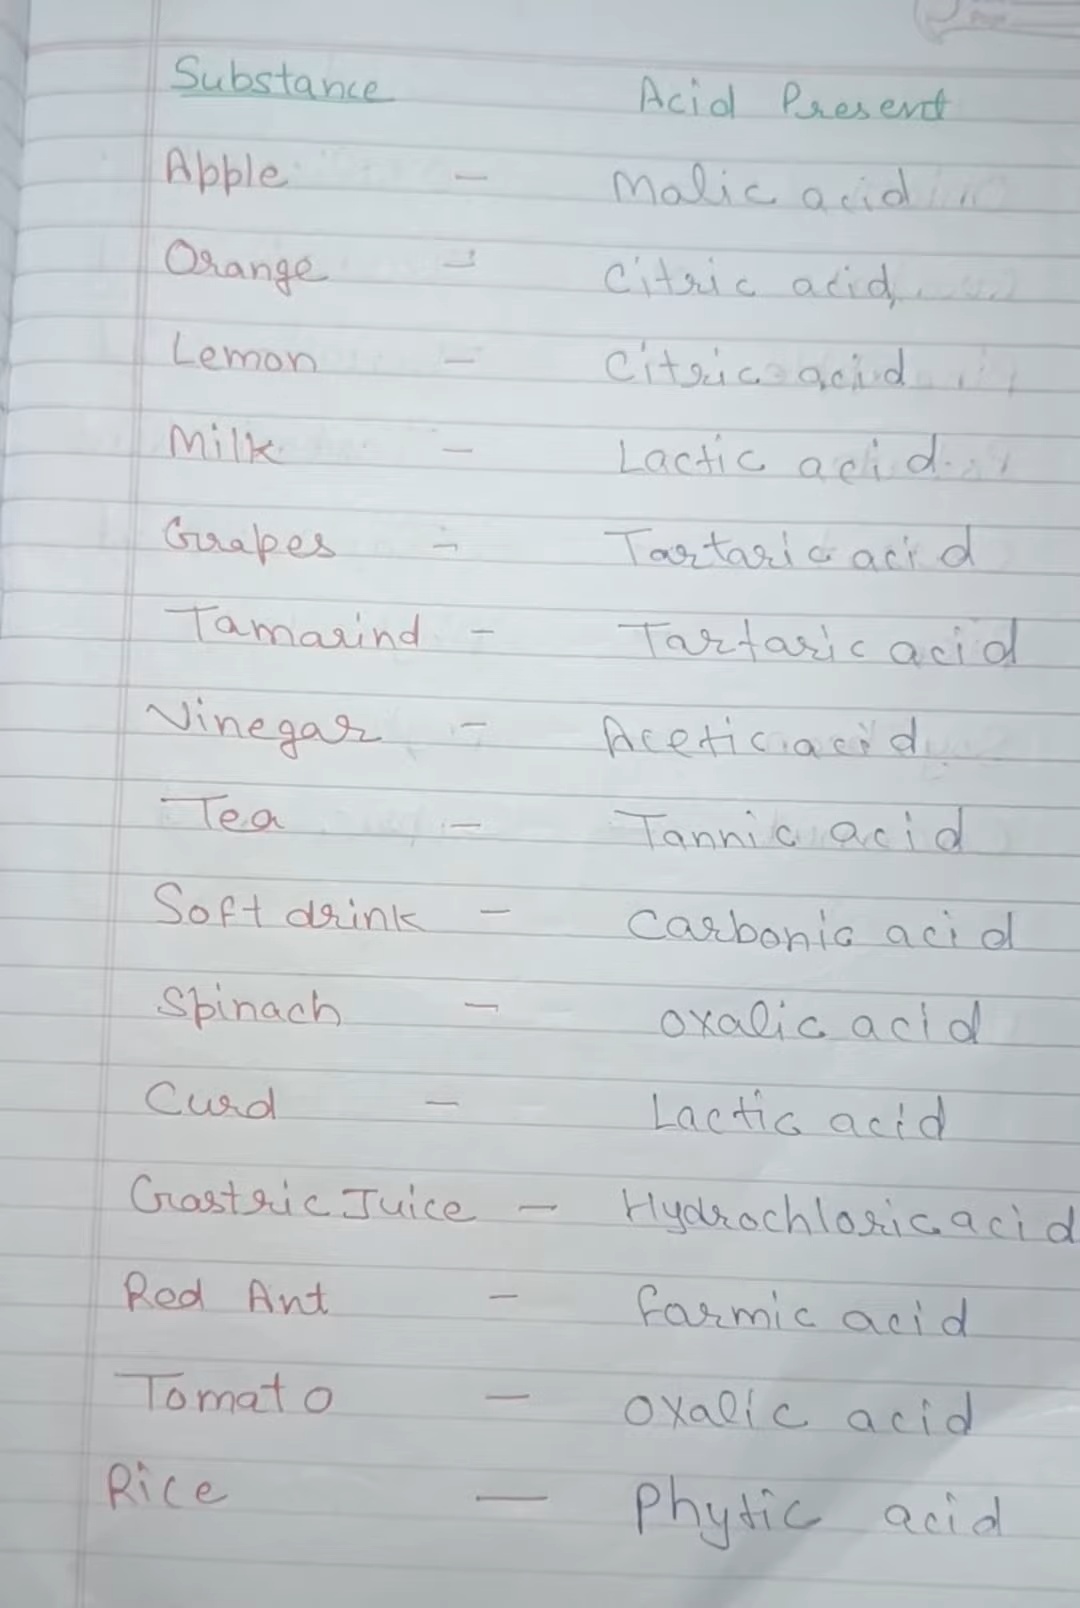 Substance Acid Present
Apple - Malic acid
Orange - Citric acid
Lemon - Citric acid
Milk - Lactic acid
Grapes - Tartaric acid
Tamarind - Tartaric acid
Vinegar - Acetic acid
Tea - Tannic acid
Soft drink - Carbonic acid
Spinach - oxalic acid
Curd - Lactic acid
Gastric Juice - Hydrochloric acid
Red Ant - farmic acid
Tomato - oxalic acid
Rice - Phytic acid